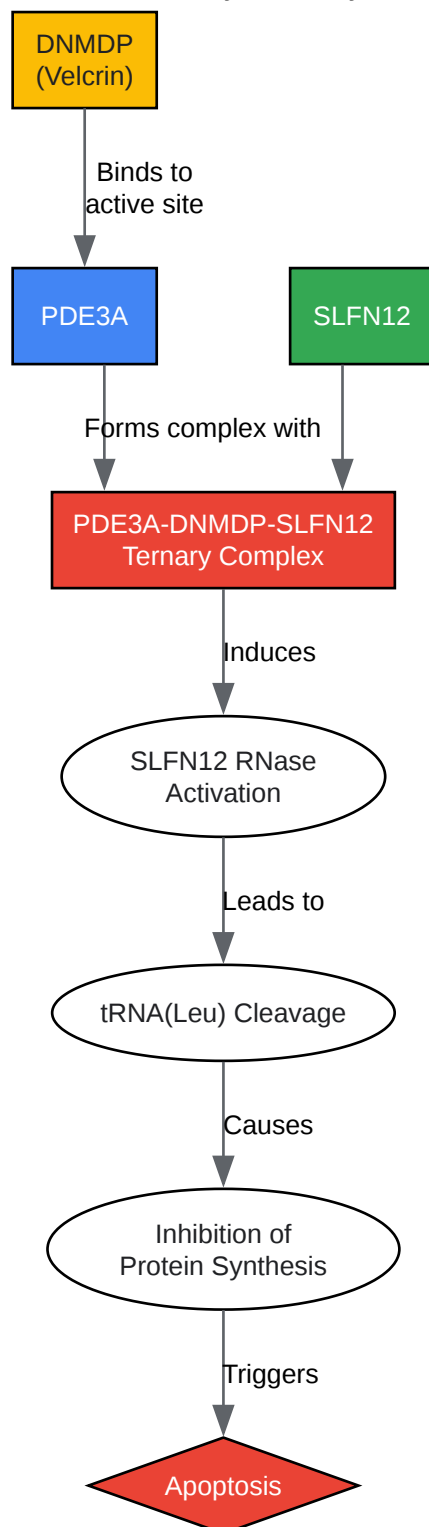 DNMDP
(Velcrin)
Binds to
active site
PDE3A
SLFN12
Forms complex with
PDE3A-DNMDP-SLFN12
Ternary Complex
Induces
SLFN12 RNase
Activation
Leads to
tRNA(Leu) Cleavage
Causes
Inhibition of
Protein Synthesis
Triggers
Apoptosis